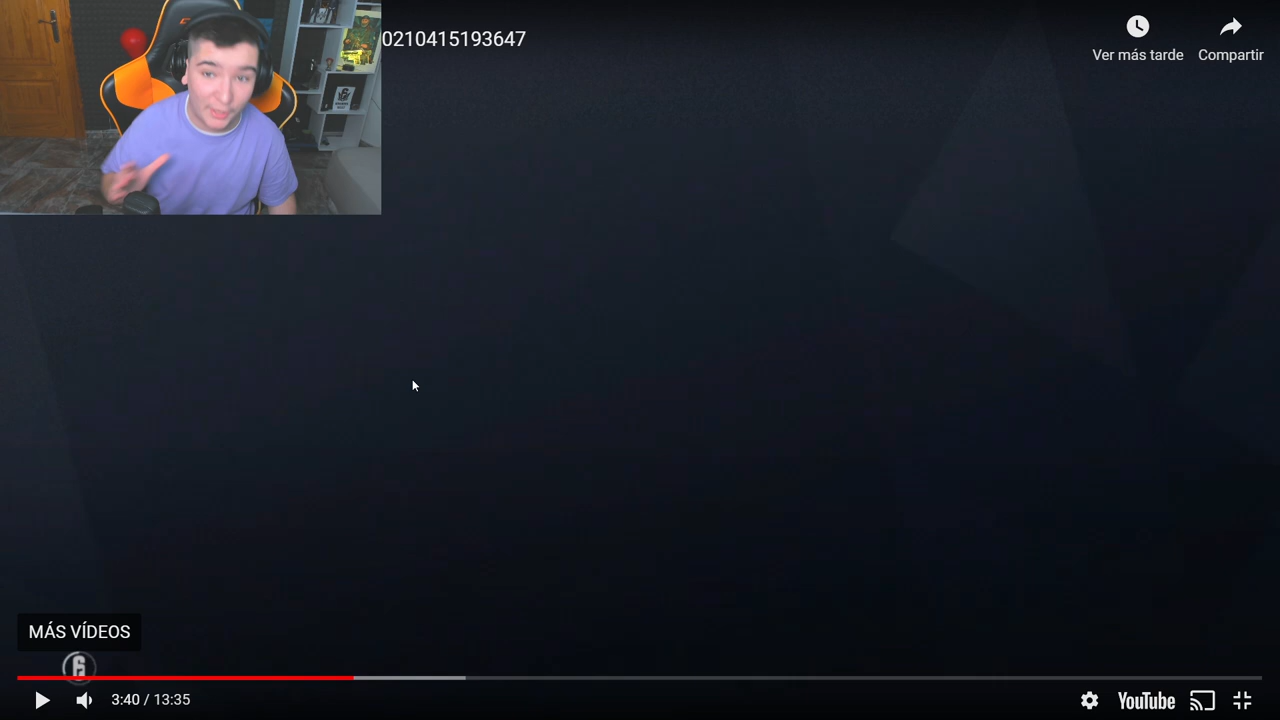 0210415193647
Ver más tarde
Compartir
MÁS VÍDEOS
3:40 / 13:35
YouTube